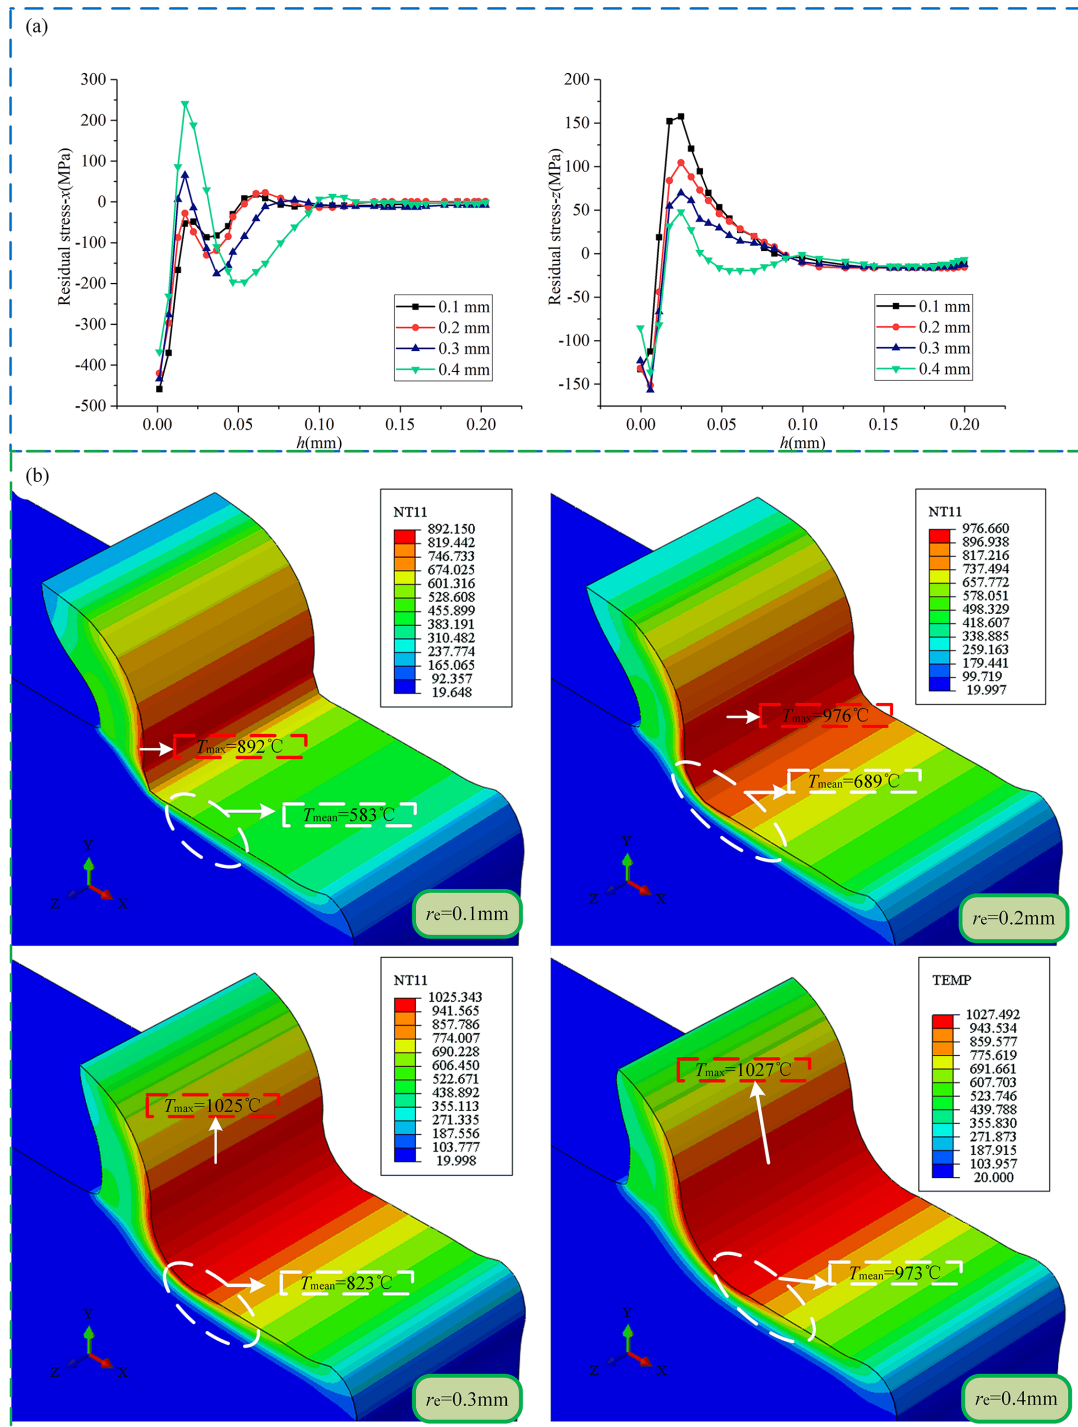 (a)
300
200
100
0
-100
-200
-300
-400
-500
Residual stress-x(MPa)
0.1 mm
0.2 mm
0.3 mm
0.4 mm
0.00 0.05 0.10 0.15 0.20
h(mm)
200
150
100
50
0
-50
-100
-150
Residual stress-z(MPa)
0.1 mm
0.2 mm
0.3 mm
0.4 mm
0.00 0.05 0.10 0.15 0.20
h(mm)
(b)
NT11
892.150
819.442
746.733
674.025
601.316
528.608
455.899
383.191
310.482
237.774
165.065
92.357
19.648
Tmax=892℃
Tmean=583℃
Y
Z X
re=0.1mm
NT11
976.660
896.938
817.216
737.494
657.772
578.051
498.329
418.607
338.885
259.163
179.441
99.719
19.997
Tmax=976℃
Tmean=689℃
Y
Z X
re=0.2mm
NT11
1025.343
941.565
857.786
774.007
690.228
606.450
522.671
438.892
355.113
271.335
187.556
103.777
19.998
Tmax=1025℃
Tmean=823℃
Y
Z X
re=0.3mm
TEMP
1027.492
943.534
859.577
775.619
691.661
607.703
523.746
439.788
355.830
271.873
187.915
103.957
20.000
Tmax=1027℃
Tmean=973℃
Y
Z X
re=0.4mm